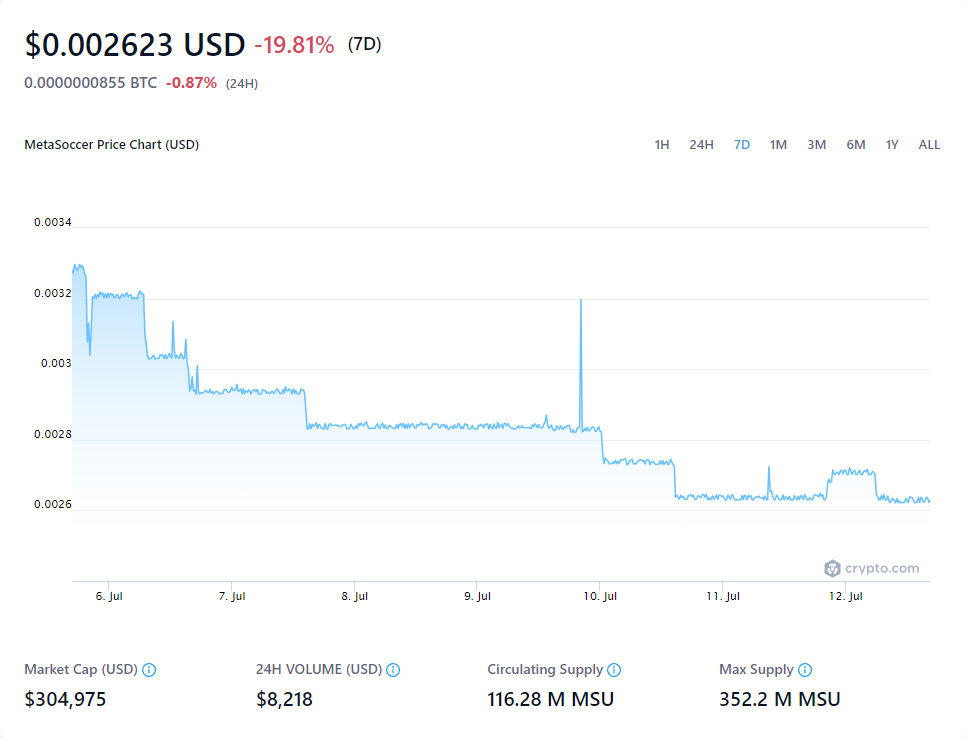 $0.002623 USD -19.81% (7D)
0.0000000855 BTC -0.87% (24H)
MetaSoccer Price Chart (USD)
1H 24H 7D 1M 3M 6M 1Y ALL
0.0034
0.0032
0.003
0.0028
0.0026
crypto.com
6. Jul 7. Jul 8. Jul 9. Jul 10. Jul 11. Jul 12. Jul
Market Cap (USD) 24H VOLUME (USD) Circulating Supply Max Supply
$304,975 $8,218 116.28 M MSU 352.2 M MSU